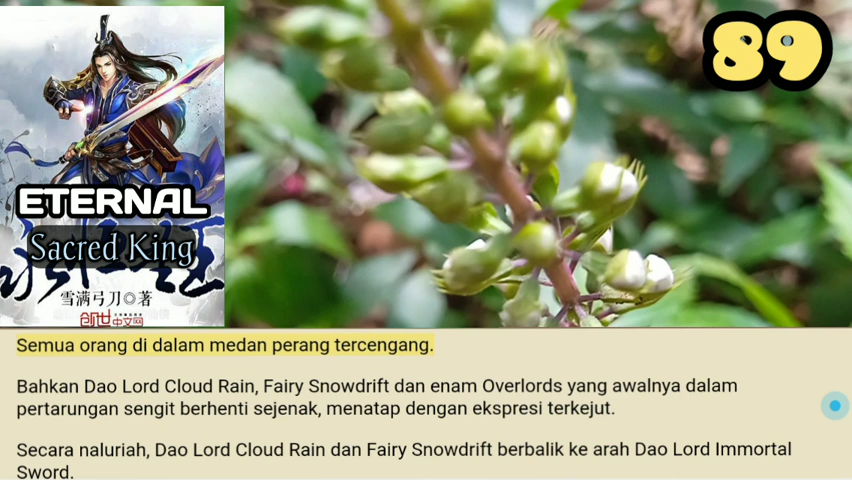 89
ETERNAL
Sacred King
雪满弓刀◎著
创世中文网
Semua orang di dalam medan perang tercengang.
Bahkan Dao Lord Cloud Rain, Fairy Snowdrift dan enam Overlords yang awalnya dalam
pertarungan sengit berhenti sejenak, menatap dengan ekspresi terkejut.
Secara naluriah, Dao Lord Cloud Rain dan Fairy Snowdrift berbalik ke arah Dao Lord Immortal
Sword.